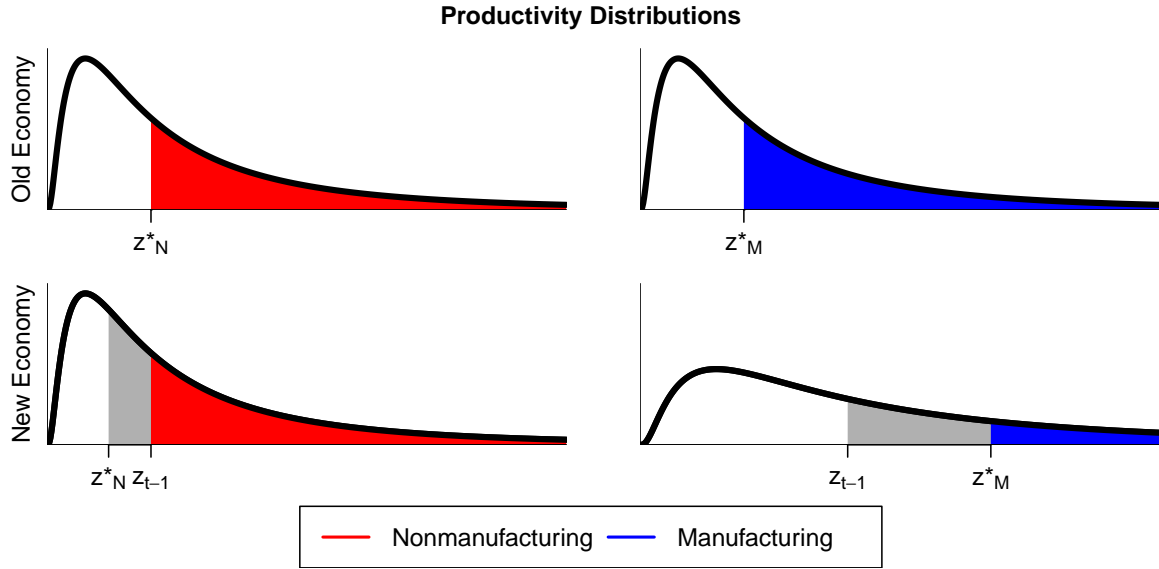 Productivity Distributions
Old Economy
z*N
z*M
New Economy
z*N zt−1
zt−1 z*M
Nonmanufacturing Manufacturing